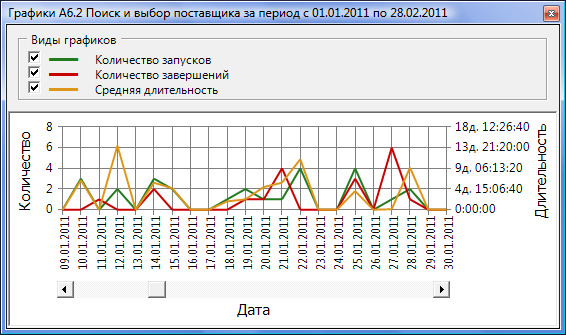 Графики A6.2 Поиск и выбор поставщика за период с 01.01.2011 по 28.02.2011
Виды графиков
Количество запусков
Количество завершений
Средняя длительность
Количество
8
6
4
2
0
18д. 12:26:40
13д. 21:20:00
9д. 06:13:20
4д. 15:06:40
0:00:00
Длительность
09.01.2011
10.01.2011
11.01.2011
12.01.2011
13.01.2011
14.01.2011
15.01.2011
16.01.2011
17.01.2011
18.01.2011
19.01.2011
20.01.2011
21.01.2011
22.01.2011
23.01.2011
24.01.2011
25.01.2011
26.01.2011
27.01.2011
28.01.2011
29.01.2011
30.01.2011
Дата